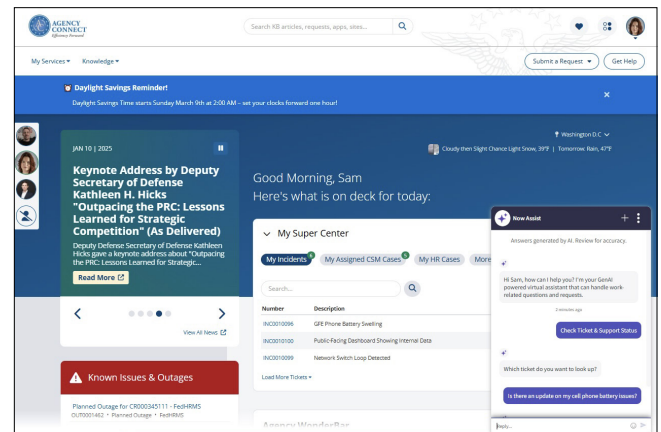 AGENCY
CONNECT
Efficiency Forward
Search KB articles, requests, apps, sites...
My Services
Knowledge
Submit a Request
Get Help
Daylight Savings Reminder!
Daylight Savings Time starts Sunday March 9th at 2:00 AM – set your clocks forward one hour!
JAN 10 | 2025
Keynote Address by Deputy
Secretary of Defense
Kathleen H. Hicks
"Outpacing the PRC: Lessons
Learned for Strategic
Competition" (As Delivered)
Deputy Defense Secretary of Defense Kathleen
Hicks gave a keynote address about "Outpacing
the PRC: Lessons Learned for Strategic...
Read More
View All News
Known Issues & Outages
Planned Outage for CR000345111 - FedHRMS
OUT0001462 • Planned Outage • FedHRMS
Washington D.C
Cloudy then Slight Chance Light Snow, 39°F | Tomorrow: Rain, 47°F
Good Morning, Sam
Here's what is on deck for today:
My Super Center
My Incidents
My Assigned CSM Cases 5
My HR Cases
More
Search...
Number Description
INC0010096 GFE Phone Battery Swelling
INC0010100 Public-Facing Dashboard Showing Internal Data
INC0010099 Network Switch Loop Detected
Load More Tickets
Agency WonderBar
Now Assist
Answers generated by AI. Review for accuracy.
Hi Sam, how can I help you? I'm your GenAI
powered virtual assistant that can handle work-
related questions and requests.
2 minutes ago
Check Ticket & Support Status
Which ticket do you want to look up?
Is there an update on my cell phone battery issues?
Reply...